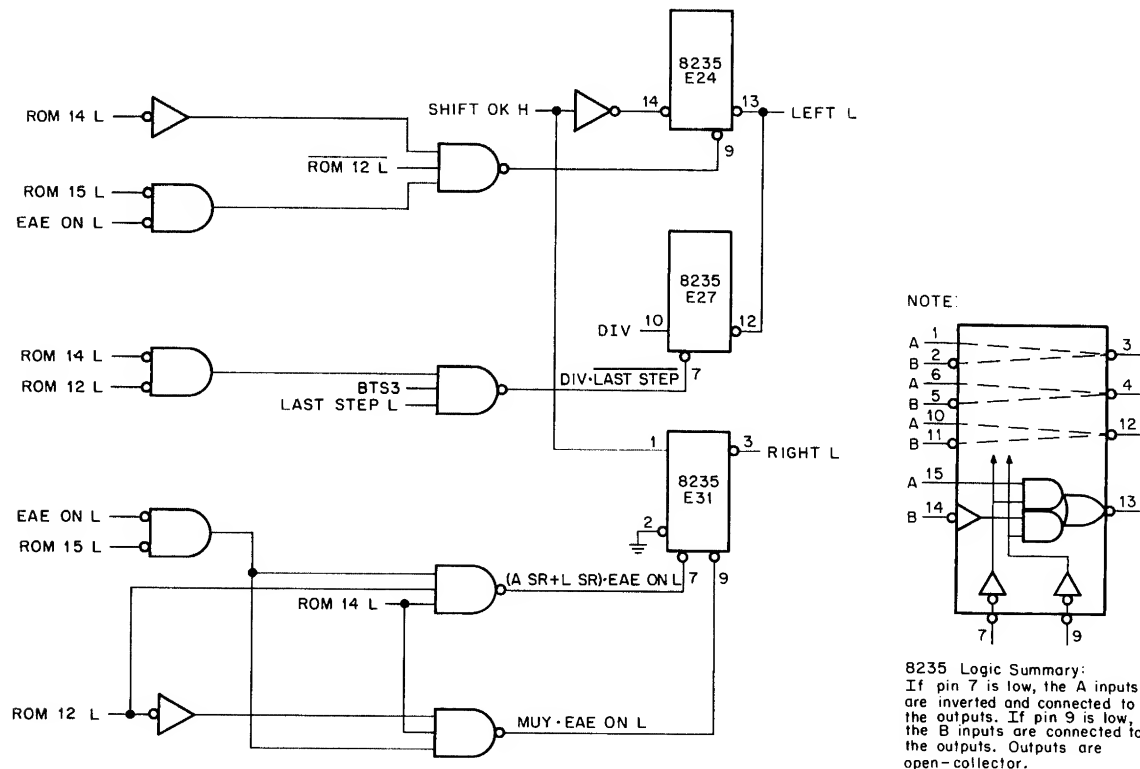 8235
E24
SHIFT OK H
14
13
LEFT L
9
ROM 14 L
ROM 12 L
ROM 15 L
EAE ON L
8235
E27
DIV
10
12
7
ROM 14 L
ROM 12 L
BTS3
LAST STEP L
DIV·LAST STEP
1
3
RIGHT L
8235
E31
2
7
9
EAE ON L
ROM 15 L
(A SR+L SR)·EAE ON L
ROM 14 L
ROM 12 L
MUY·EAE ON L
NOTE:
A 1
B 2
3
A 6
B 5
4
A 10
B 11
12
A 15
B 14
13
7
9
8235 Logic Summary:
If pin 7 is low, the A inputs
are inverted and connected to
the outputs. If pin 9 is low,
the B inputs are connected to
the outputs. Outputs are
open-collector.